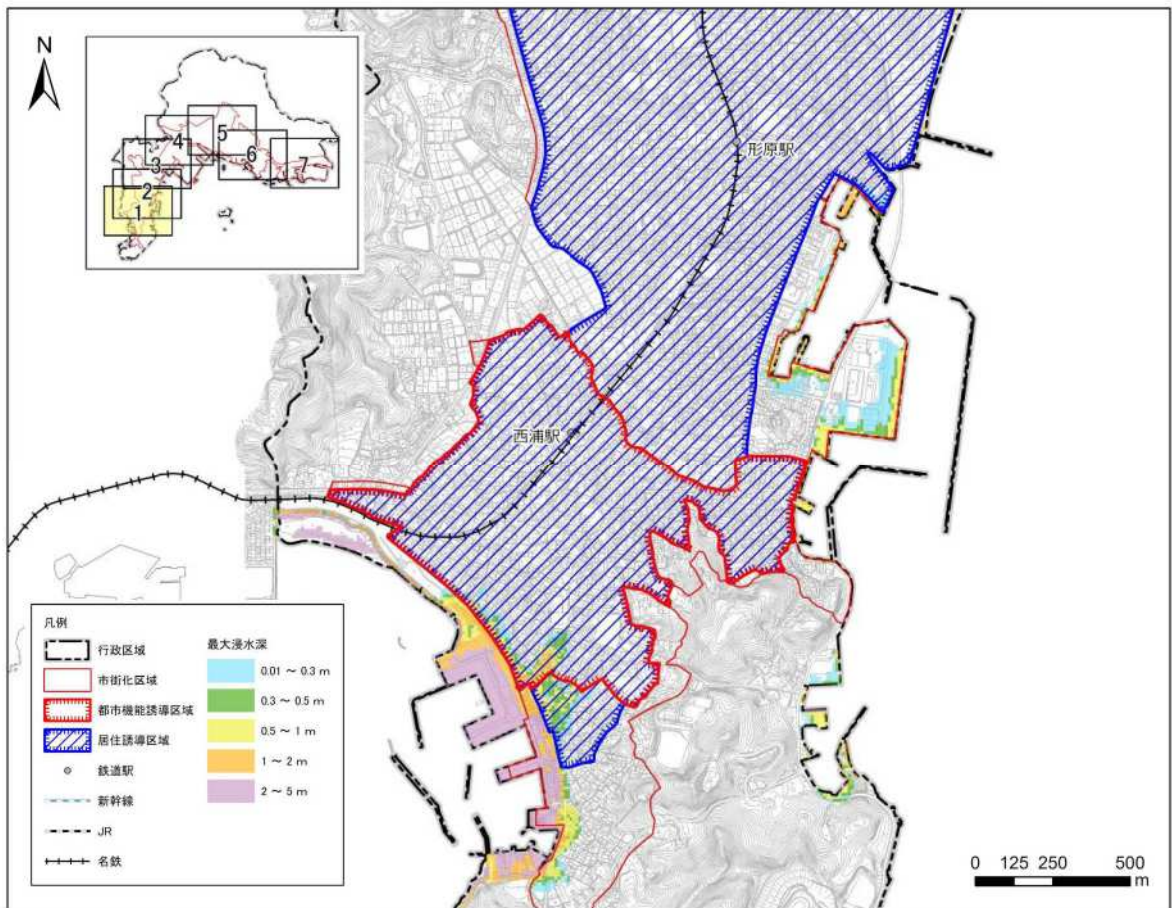 N
5
4
6
7
3
2
1
形原駅
西浦駅
凡例
行政区域
市街化区域
都市機能誘導区域
居住誘導区域
鉄道駅
新幹線
JR
名鉄
最大浸水深
0.01 ～ 0.3 m
0.3 ～ 0.5 m
0.5 ～ 1 m
1 ～ 2 m
2 ～ 5 m
0 125 250 500
m